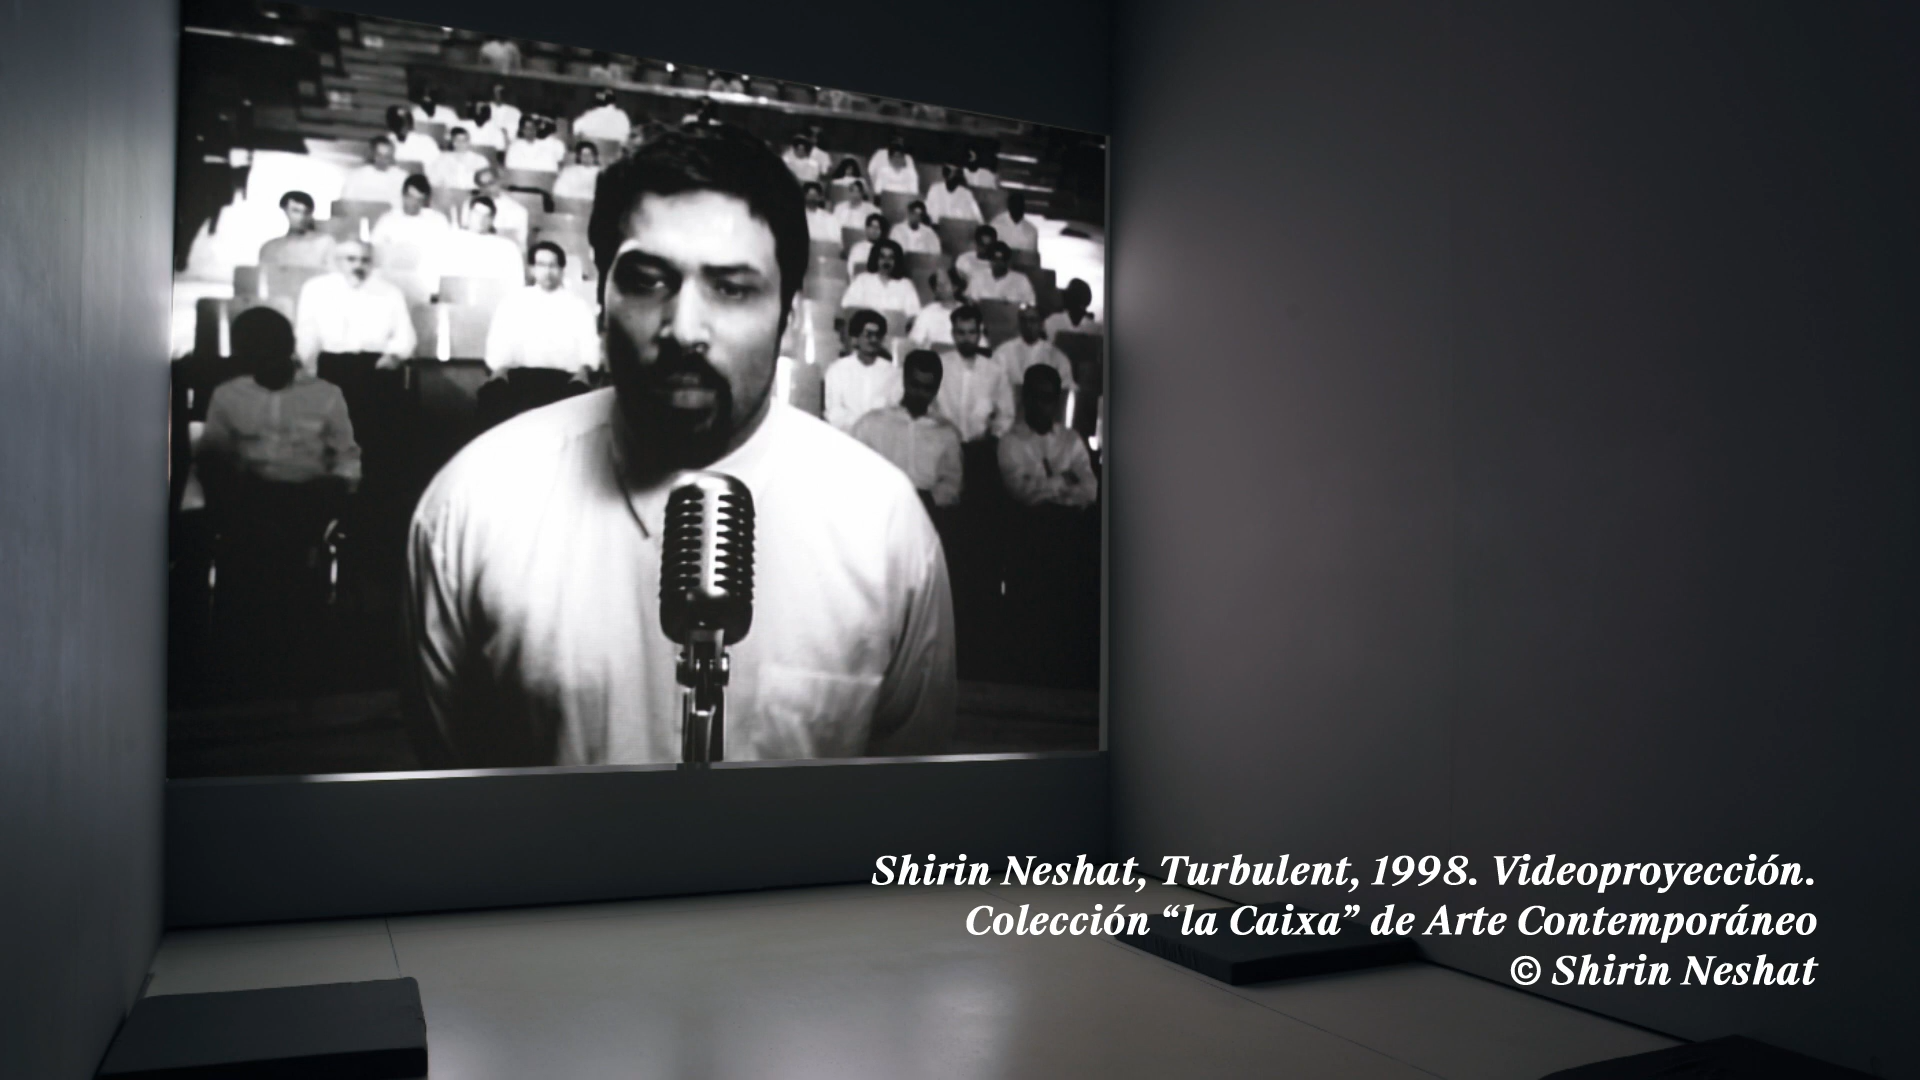 Shirin Neshat, Turbulent, 1998. Videoproyección.
Colección “la Caixa” de Arte Contemporáneo
© Shirin Neshat